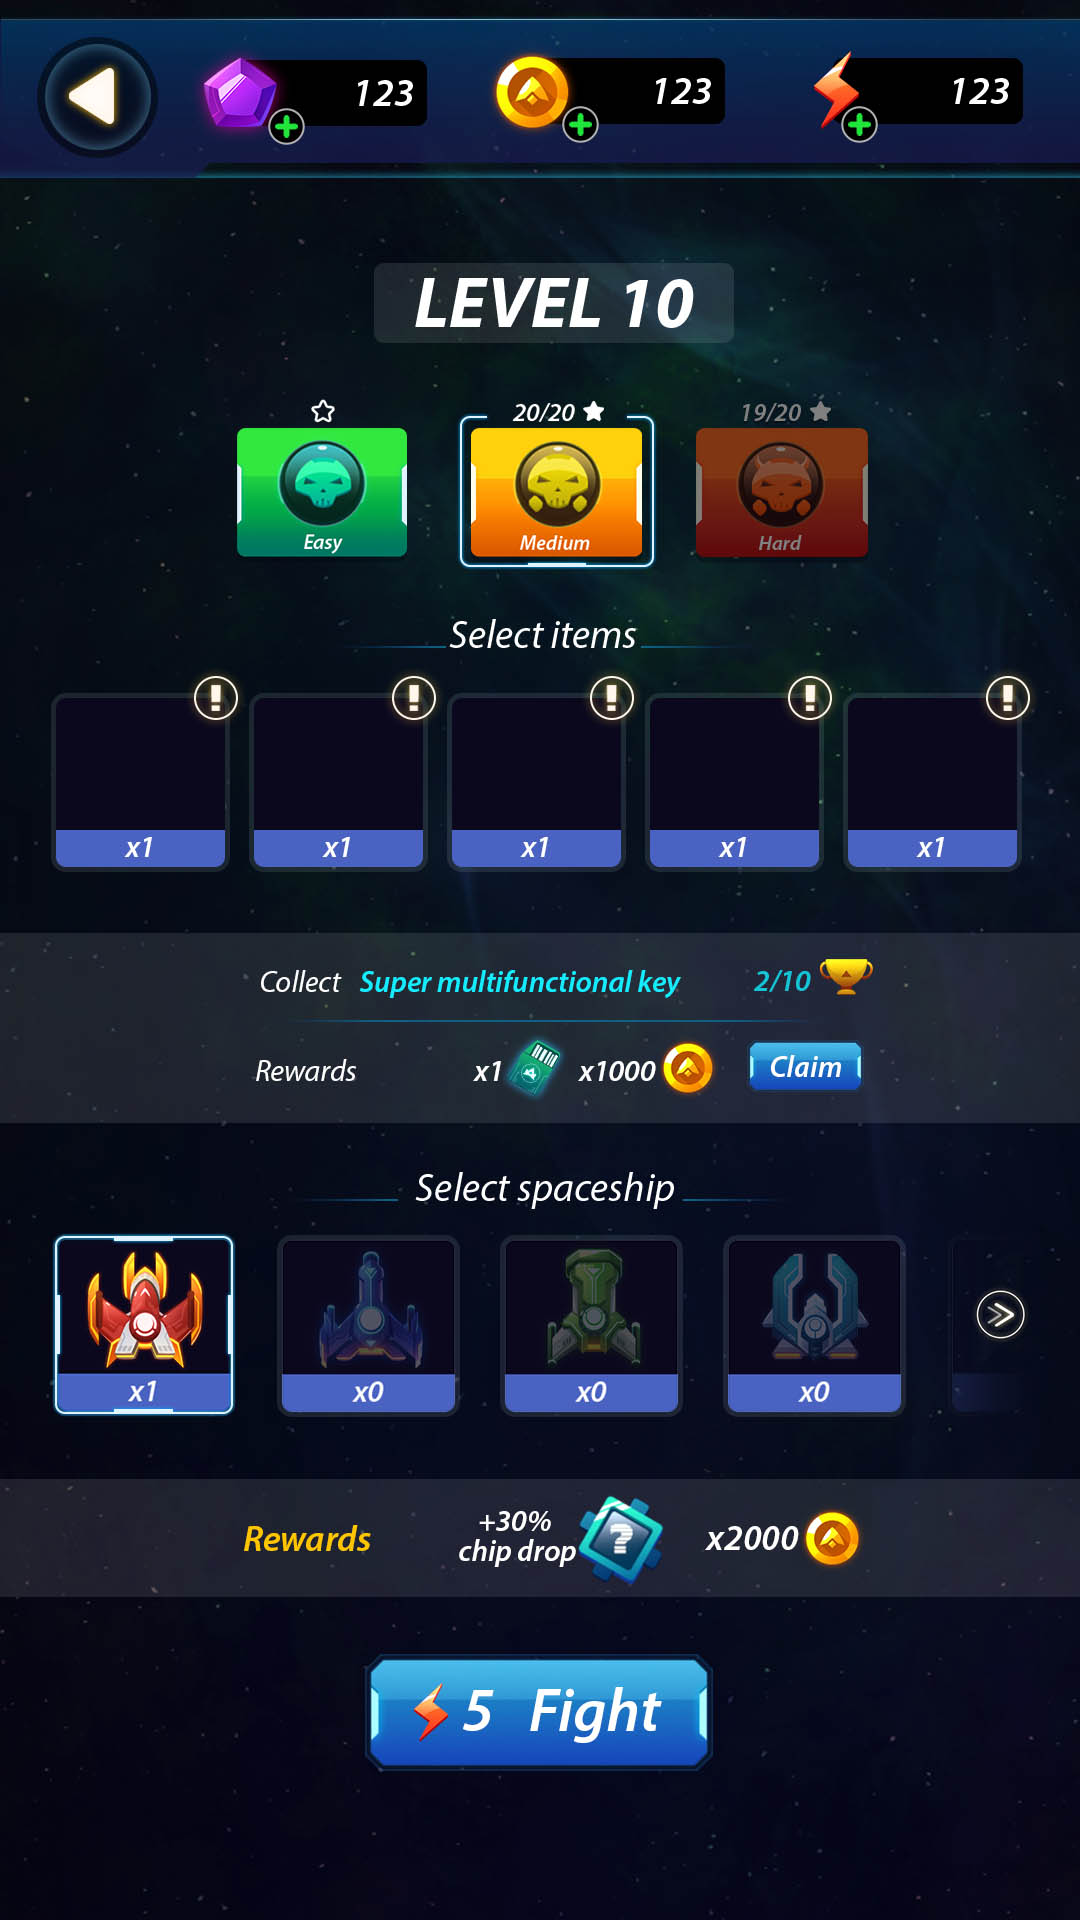 123
123
123
LEVEL 10
20/20
19/20
Easy
Medium
Hard
Select items
!
!
!
!
!
x1
x1
x1
x1
x1
Collect Super multifunctional key 2/10
Rewards x1 x1000 Claim
Select spaceship
x1
x0
x0
x0
+30%
Rewards chip drop ? x2000
5 Fight